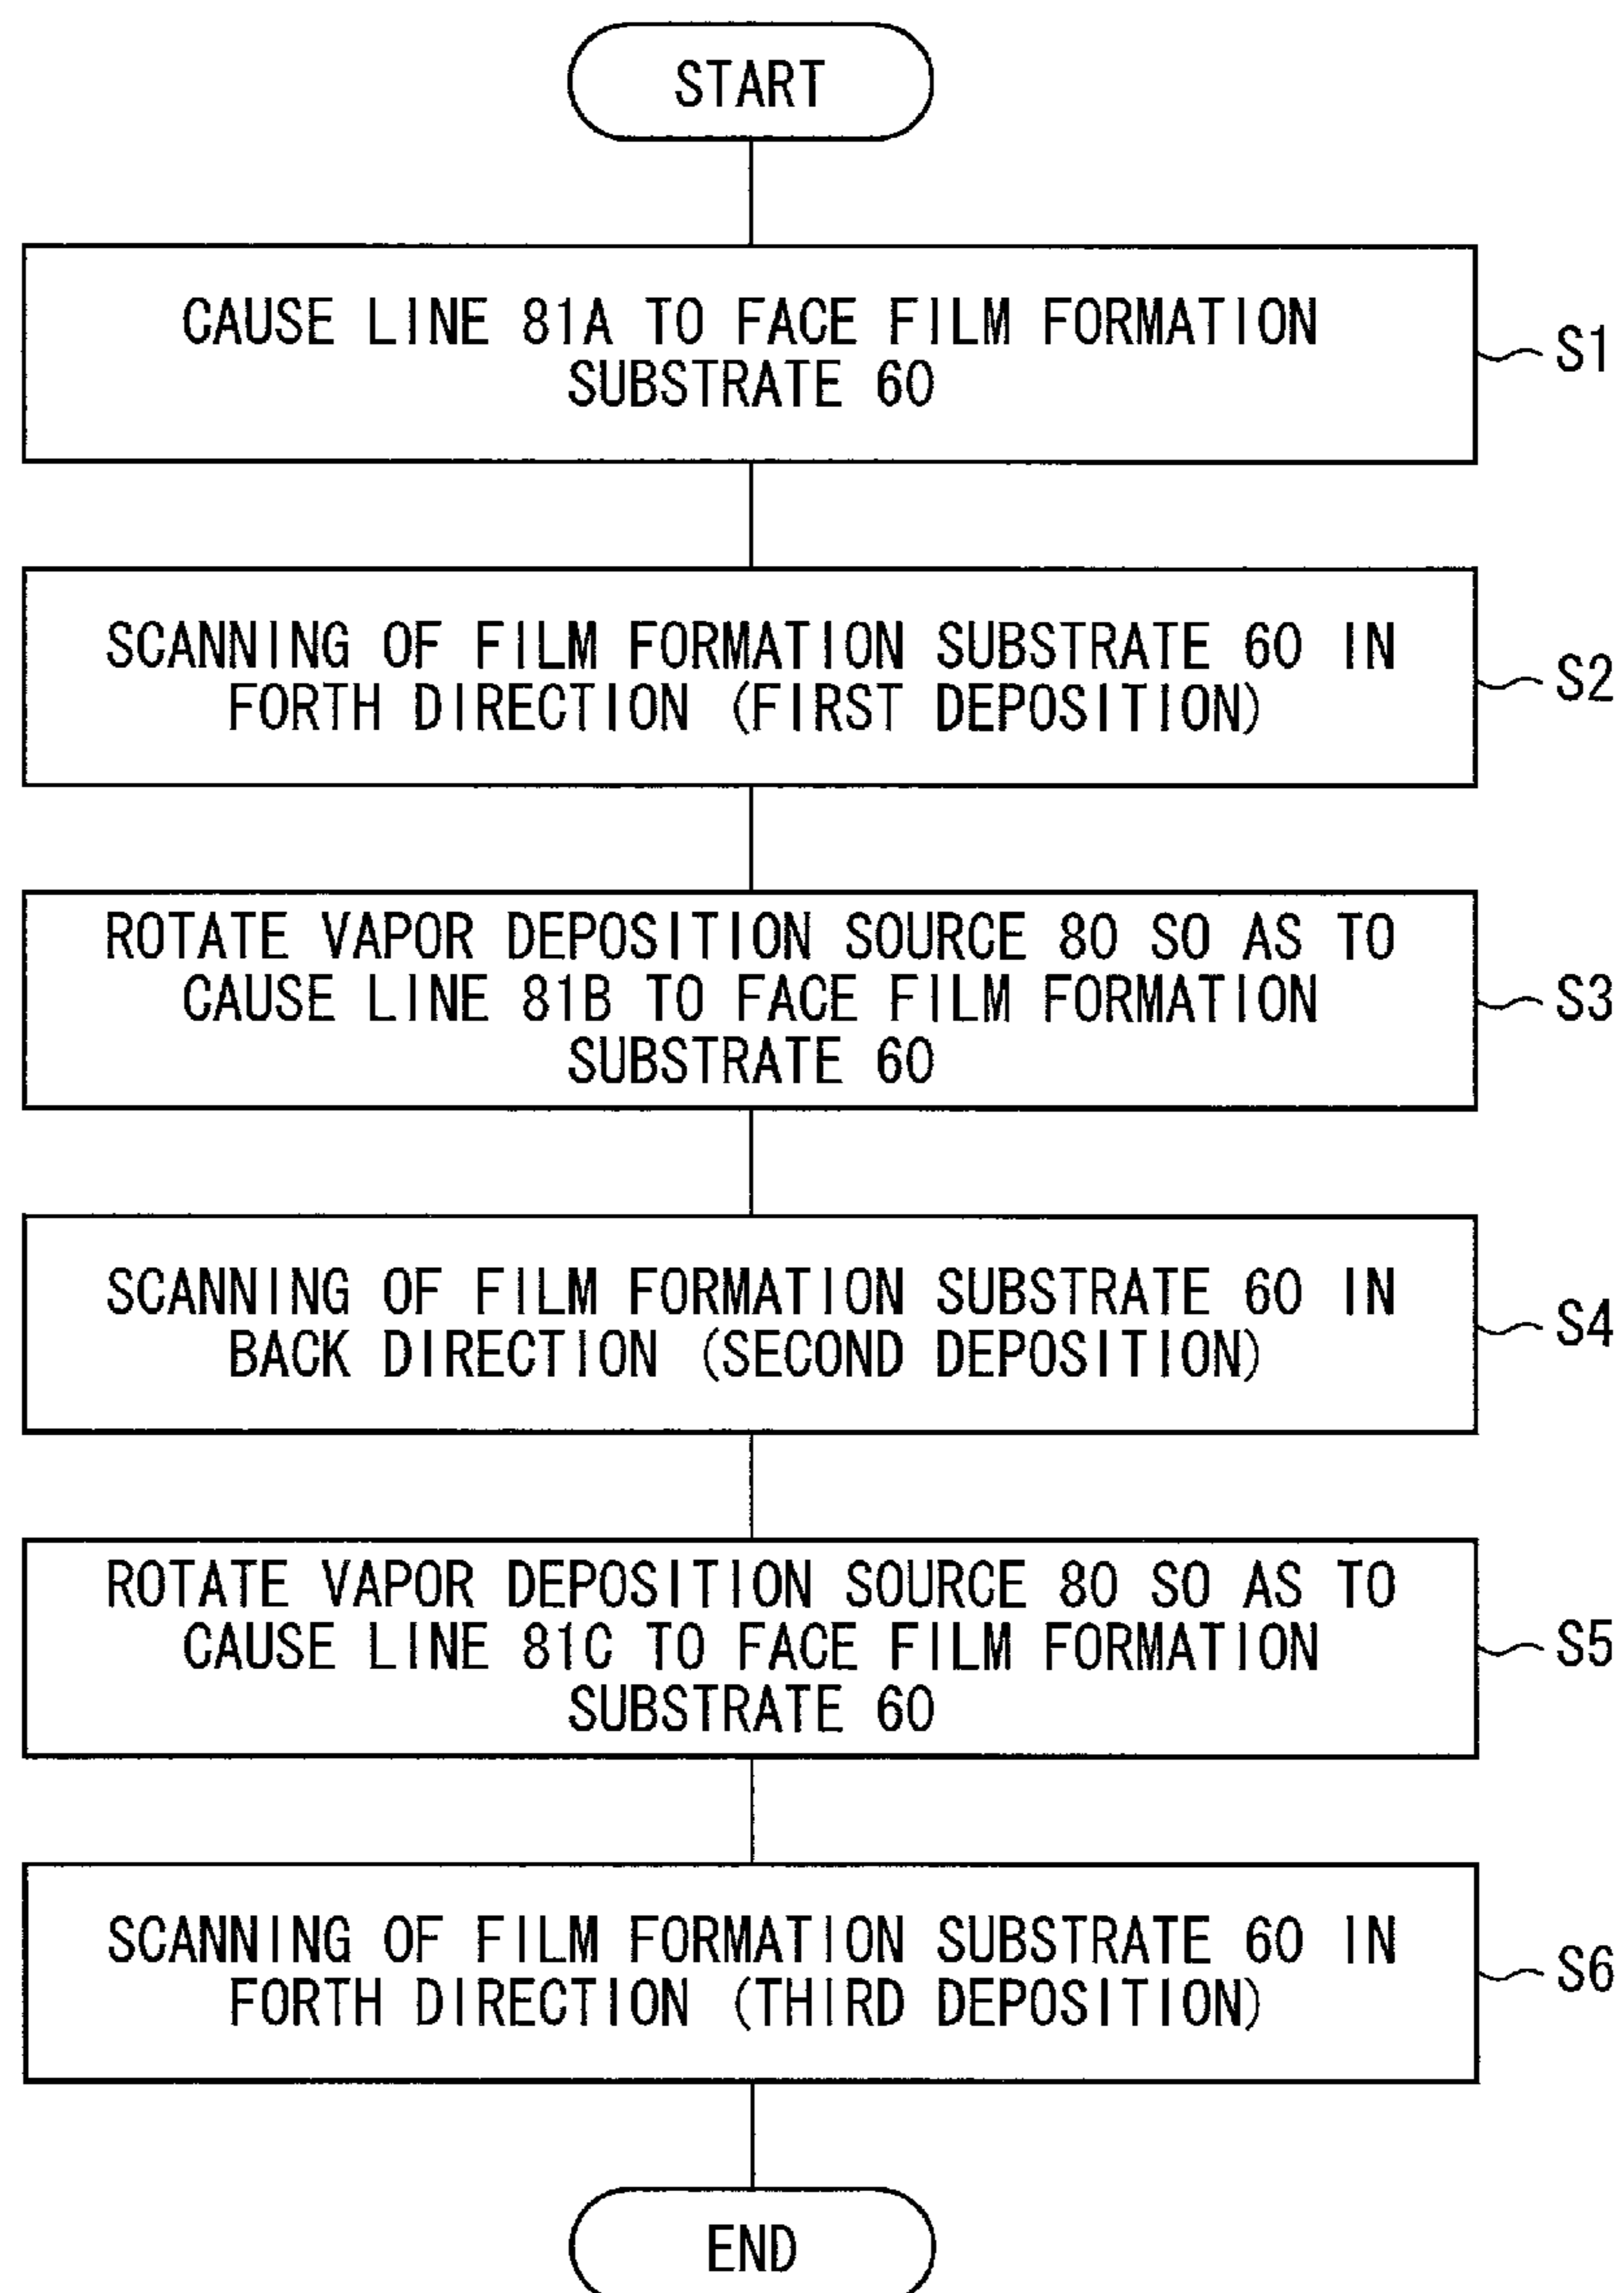 START
CAUSE LINE 81A TO FACE FILM FORMATION
SUBSTRATE 60
S1
SCANNING OF FILM FORMATION SUBSTRATE 60 IN
FORTH DIRECTION (FIRST DEPOSITION)
S2
ROTATE VAPOR DEPOSITION SOURCE 80 SO AS TO
CAUSE LINE 81B TO FACE FILM FORMATION
SUBSTRATE 60
S3
SCANNING OF FILM FORMATION SUBSTRATE 60 IN
BACK DIRECTION (SECOND DEPOSITION)
S4
ROTATE VAPOR DEPOSITION SOURCE 80 SO AS TO
CAUSE LINE 81C TO FACE FILM FORMATION
SUBSTRATE 60
S5
SCANNING OF FILM FORMATION SUBSTRATE 60 IN
FORTH DIRECTION (THIRD DEPOSITION)
S6
END